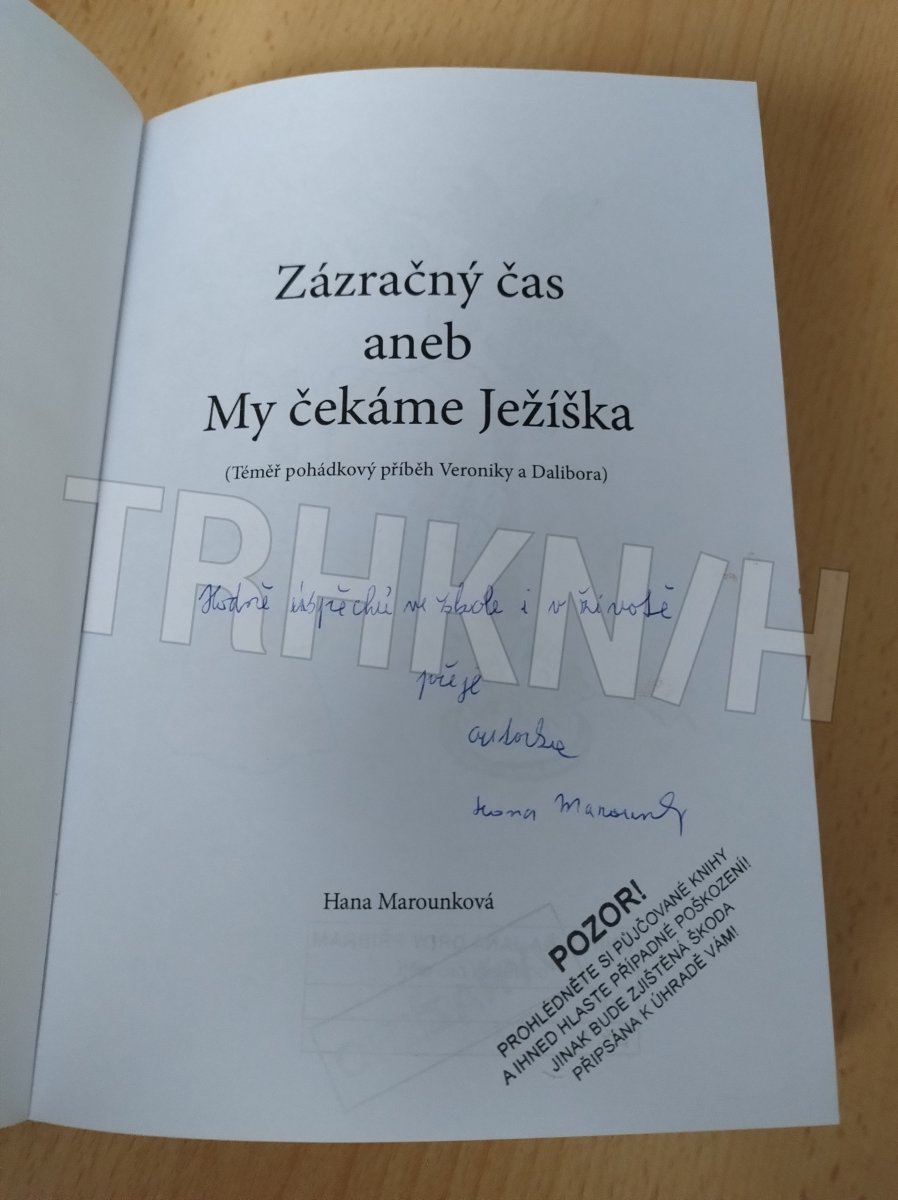 Zázračný čas
aneb
My čekáme Ježíška
(Téměř pohádkový příběh Veroniky a Dalibora)
TRHKNIH
Hodně úspěchů ve škole i v životě
přeje
autorka
Hana Marounk
Hana Marounková
POZOR!
PROHLÉDNĚTE SI PŮJČOVANÉ KNIHY
A IHNED HLASTE PŘÍPADNÉ POŠKOZENÍ!
JINAK BUDE ZJIŠTĚNÁ ŠKODA
PŘIPSÁNA K ÚHRADĚ VÁM!